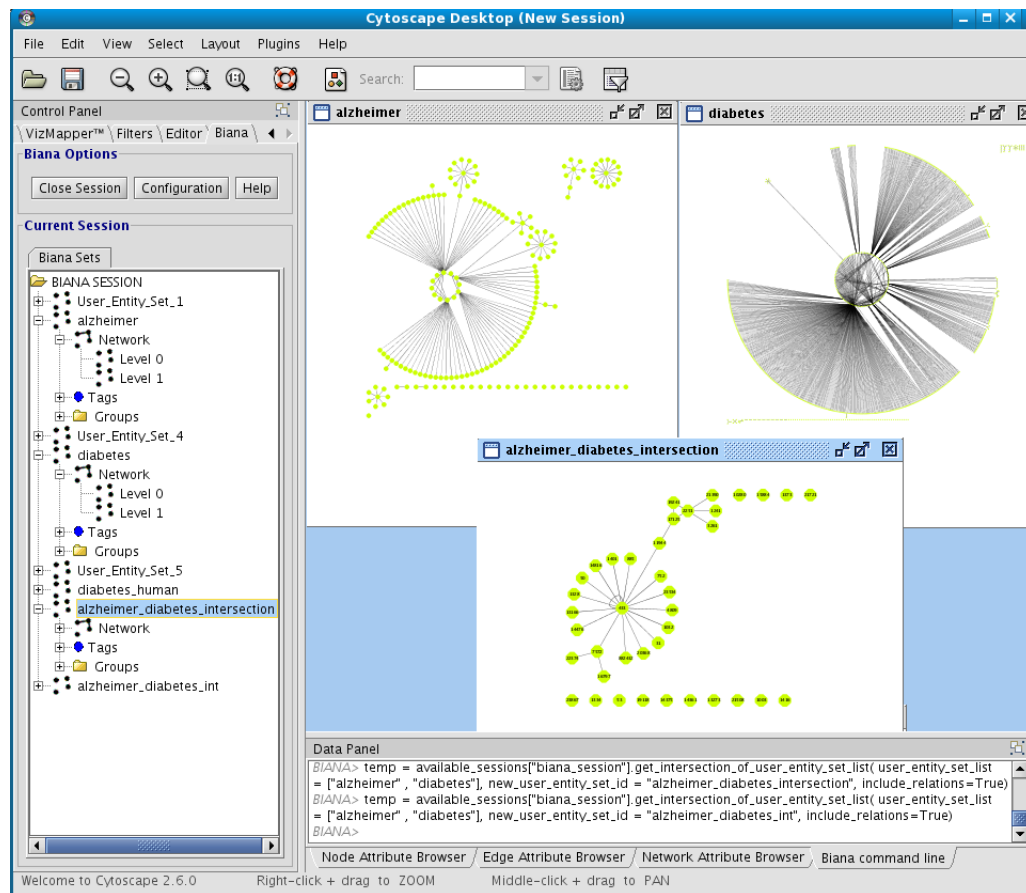 Cytoscape Desktop (New Session)
File Edit View Select Layout Plugins Help
Search:
Control Panel
VizMapper™ Filters Editor Biana
Biana Options
Close Session Configuration Help
Current Session
Biana Sets
BIANA SESSION
User_Entity_Set_1
alzheimer
Network
Level 0
Level 1
Tags
Groups
User_Entity_Set_4
diabetes
Network
Level 0
Level 1
Tags
Groups
User_Entity_Set_5
diabetes_human
alzheimer_diabetes_intersection
Network
Tags
Groups
alzheimer_diabetes_int
alzheimer
diabetes
alzheimer_diabetes_intersection
Data Panel
BIANA> temp = available_sessions["biana_session"].get_intersection_of_user_entity_set_list( user_entity_set_list
= ["alzheimer" , "diabetes"], new_user_entity_set_id = "alzheimer_diabetes_intersection", include_relations=True)
BIANA> temp = available_sessions["biana_session"].get_intersection_of_user_entity_set_list( user_entity_set_list
= ["alzheimer" , "diabetes"], new_user_entity_set_id = "alzheimer_diabetes_int", include_relations=True)
BIANA>
Node Attribute Browser Edge Attribute Browser Network Attribute Browser Biana command line
Welcome to Cytoscape 2.6.0 Right-click + drag to ZOOM Middle-click + drag to PAN